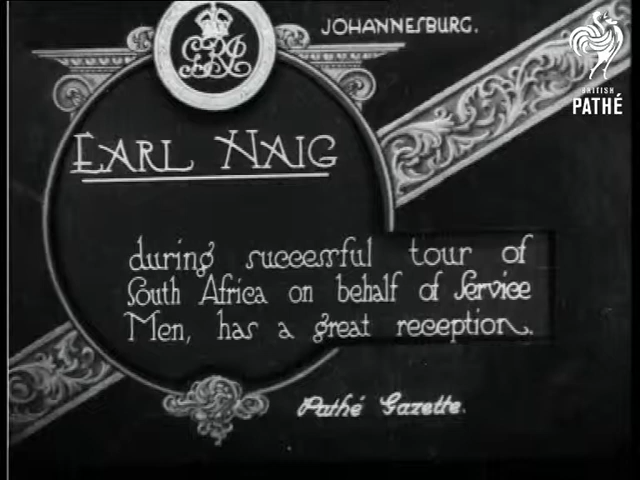 JOHANNESBURG.
BRITISH
PATHÉ
EARL HAIG
during successful tour of
South Africa on behalf of Service
Men, has a great reception.
Pathé Gazette.